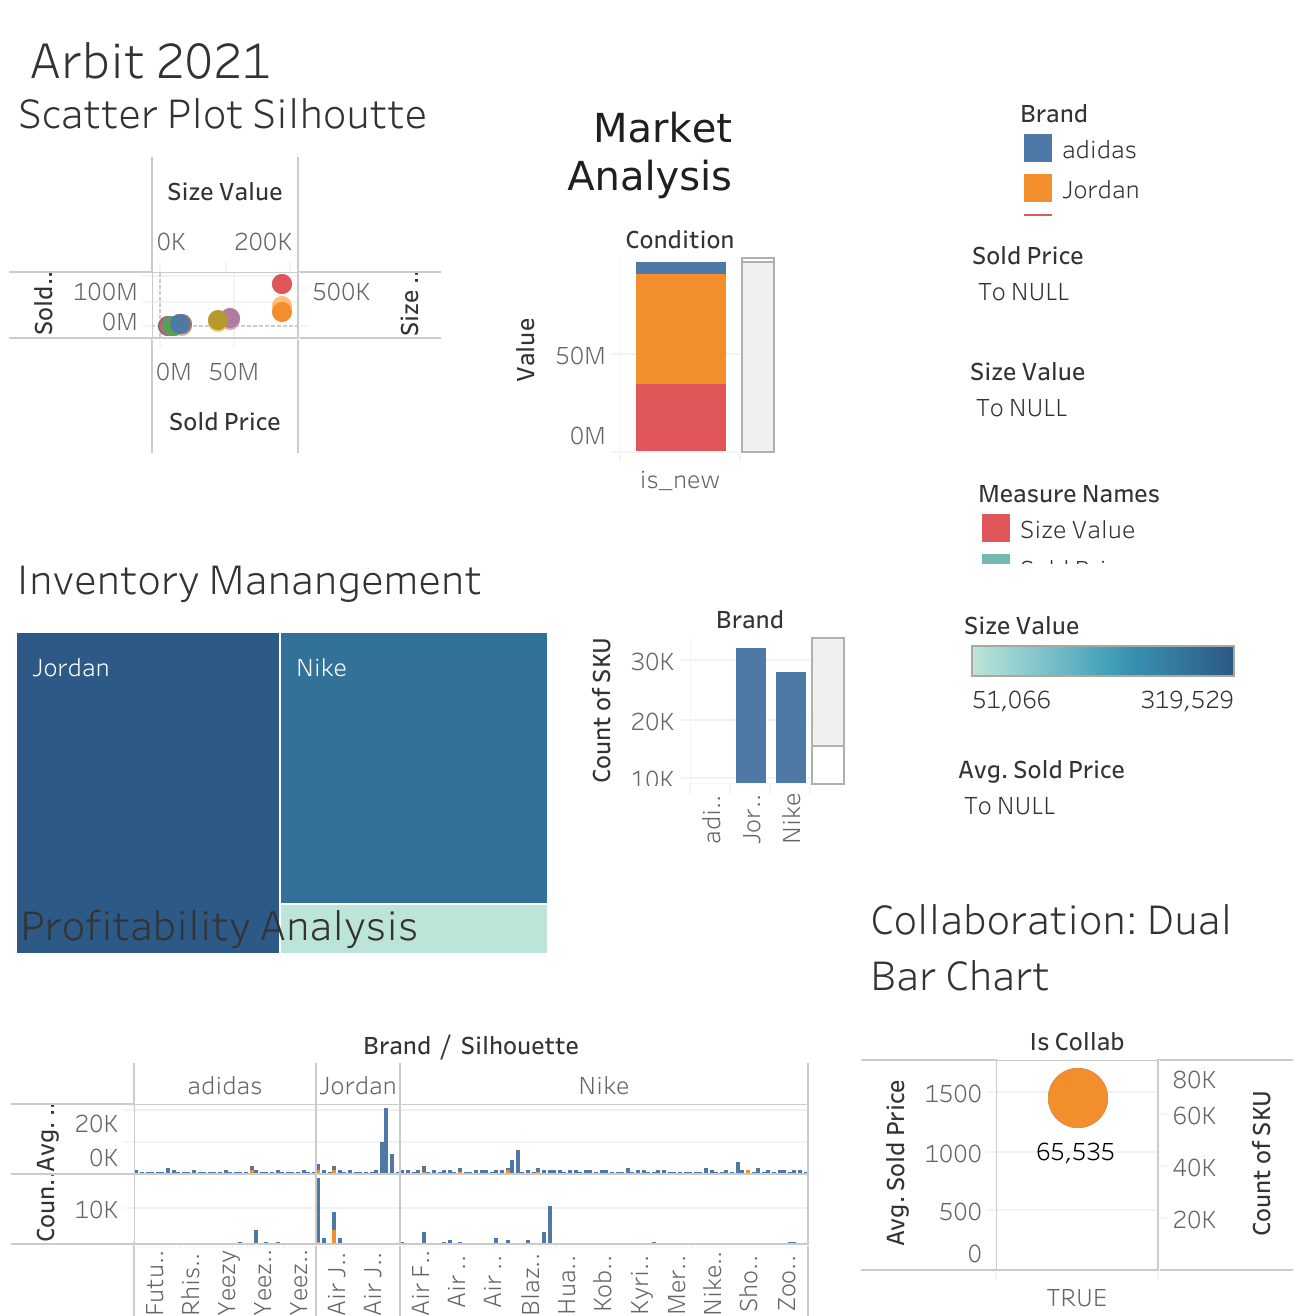 Arbit 2021
Scatter Plot Silhoutte
Size Value
0K 200K
Sold..
100M
0M
500K
Size ..
0M 50M
Sold Price
Market
Analysis
Condition
Value
50M
0M
is_new
Brand
adidas
Jordan
Sold Price
To NULL
Size Value
To NULL
Measure Names
Size Value
Inventory Manangement
Jordan
Nike
Brand
Count of SKU
30K
20K
10K
adi..
Jor..
Nike
Size Value
51,066 319,529
Avg. Sold Price
To NULL
Profitability Analysis
Brand / Silhouette
adidas Jordan Nike
Avg. ..
20K
0K
Coun..
10K
Futu..
Rhis..
Yeezy
Yeez..
Yeez..
Air J..
Air J..
Air F..
Air ..
Air ..
Blaz..
Hua..
Kob..
Kyri..
Mer..
Nike..
Sho..
Zoo..
Collaboration: Dual
Bar Chart
Is Collab
Avg. Sold Price
1500
1000
500
0
65,535
80K
60K
40K
20K
Count of SKU
TRUE